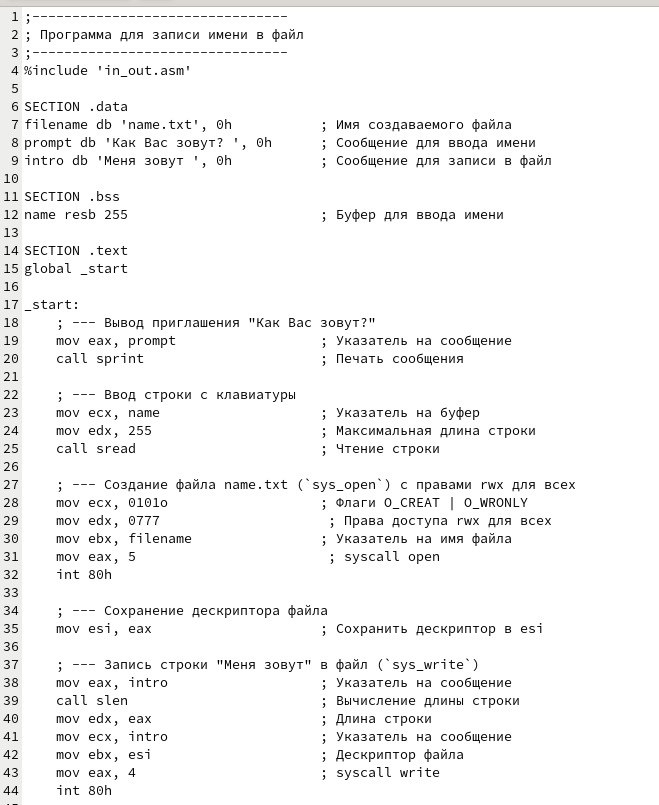 1 ;--------------------------------
2 ; Программа для записи имени в файл
3 ;--------------------------------
4 %include 'in_out.asm'
5
6 SECTION .data
7 filename db 'name.txt', 0h ; Имя создаваемого файла
8 prompt db 'Как Вас зовут? ', 0h ; Сообщение для ввода имени
9 intro db 'Меня зовут ', 0h ; Сообщение для записи в файл
10
11 SECTION .bss
12 name resb 255 ; Буфер для ввода имени
13
14 SECTION .text
15 global _start
16
17 _start:
18 ; --- Вывод приглашения "Как Вас зовут?"
19 mov eax, prompt ; Указатель на сообщение
20 call sprint ; Печать сообщения
21
22 ; --- Ввод строки с клавиатуры
23 mov ecx, name ; Указатель на буфер
24 mov edx, 255 ; Максимальная длина строки
25 call sread ; Чтение строки
26
27 ; --- Создание файла name.txt (`sys_open`) с правами rwx для всех
28 mov ecx, 0101o ; Флаги O_CREAT | O_WRONLY
29 mov edx, 0777 ; Права доступа rwx для всех
30 mov ebx, filename ; Указатель на имя файла
31 mov eax, 5 ; syscall open
32 int 80h
33
34 ; --- Сохранение дескриптора файла
35 mov esi, eax ; Сохранить дескриптор в esi
36
37 ; --- Запись строки "Меня зовут" в файл (`sys_write`)
38 mov eax, intro ; Указатель на сообщение
39 call slen ; Вычисление длины строки
40 mov edx, eax ; Длина строки
41 mov ecx, intro ; Указатель на сообщение
42 mov ebx, esi ; Дескриптор файла
43 mov eax, 4 ; syscall write
44 int 80h